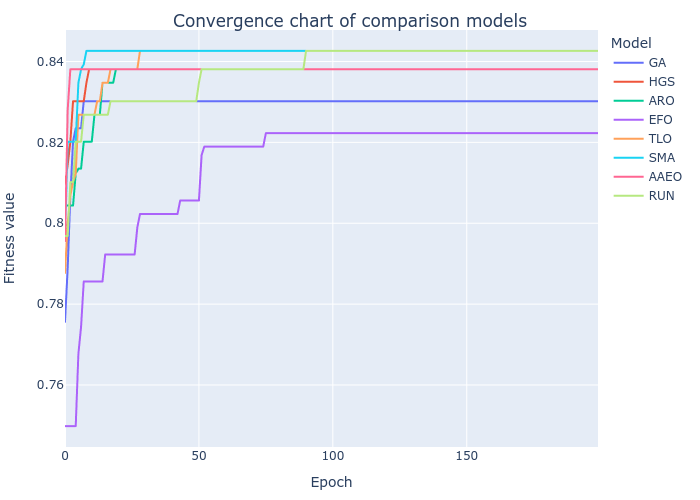 Convergence chart of comparison models
Model
GA
HGS
ARO
EFO
TLO
SMA
AAEO
RUN
Fitness value
0.84
0.82
0.8
0.78
0.76
0
50
100
150
Epoch